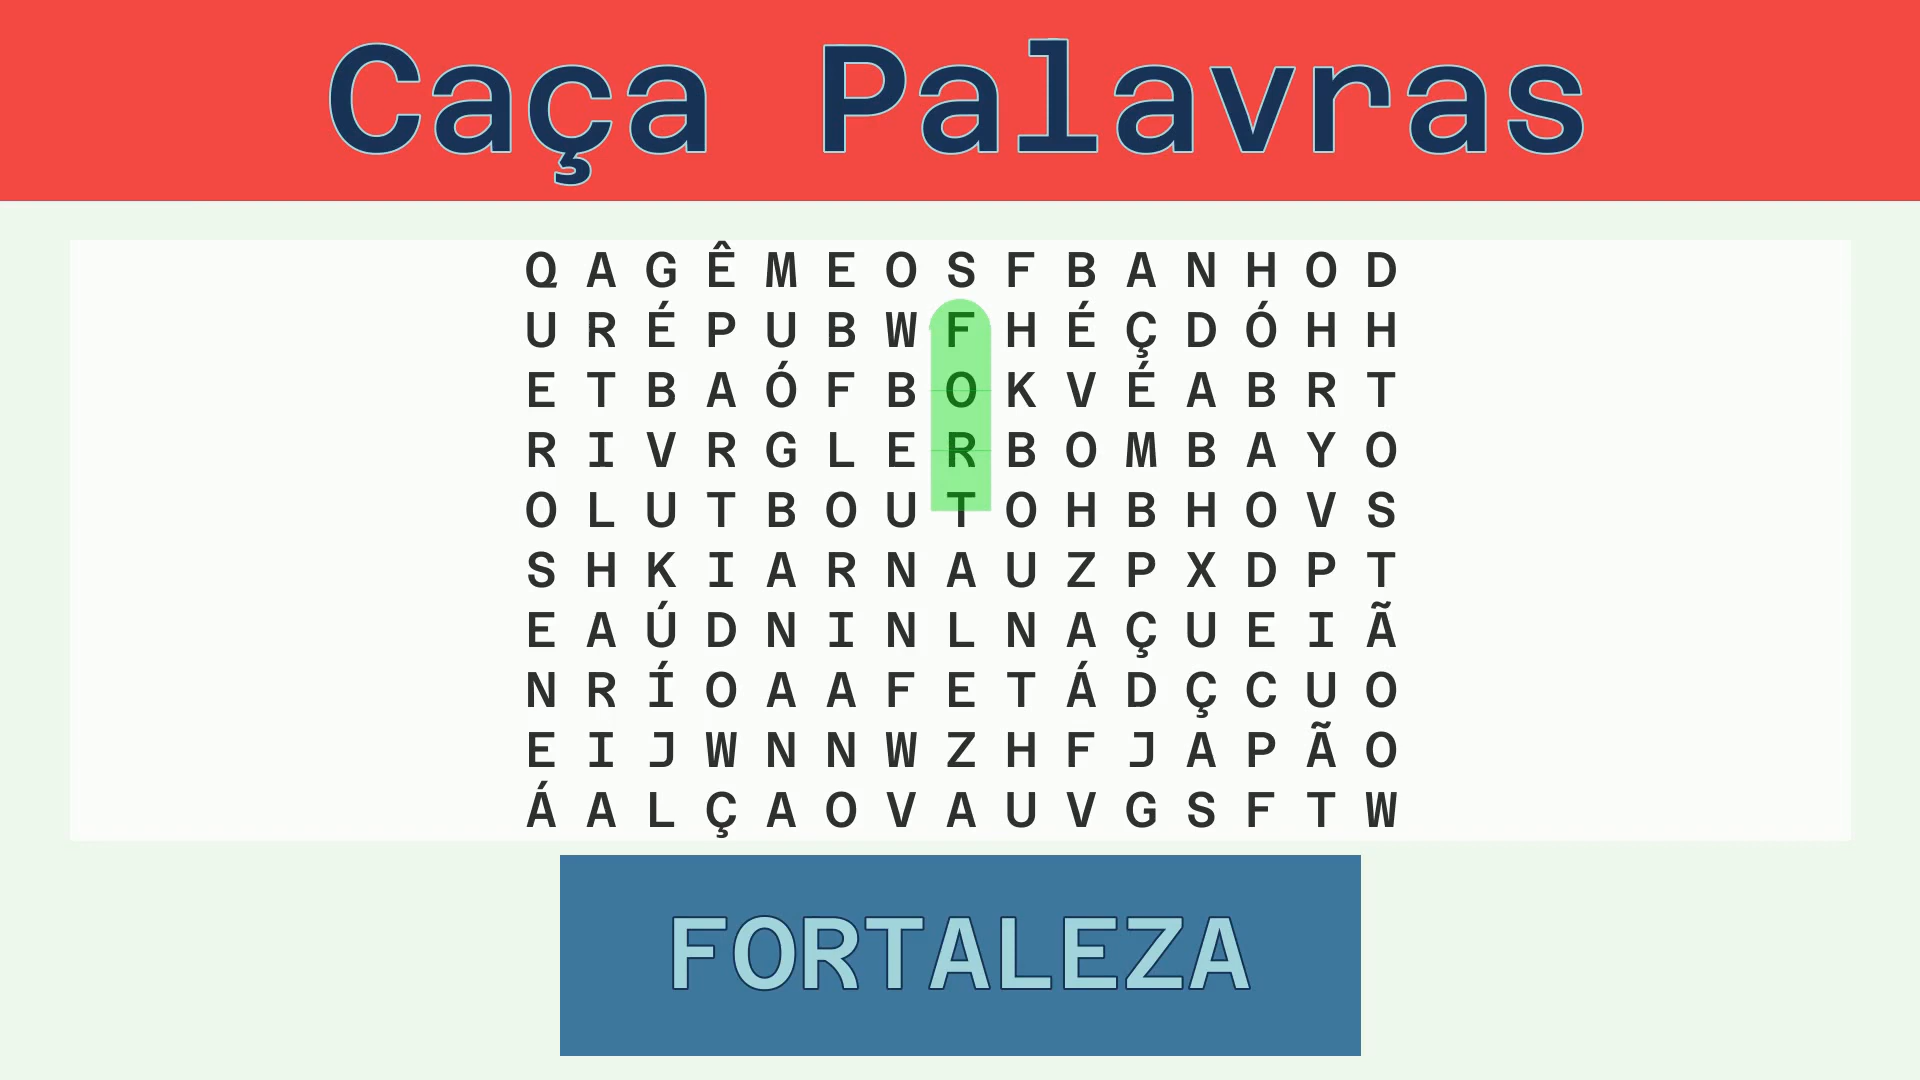 Caça Palavras
Q A G Ê M E O S F B A N H O D
U R É P U B W F H É Ç D Ó H H
E T B A Ó F B O K V É A B R T
R I V R G L E R B O M B A Y O
O L U T B O U T O H B H O V S
S H K I A R N A U Z P X D P T
E A Ú D N I N L N A Ç U E I Ã
N R Í O A A F E T Á D Ç C U O
E I J W N N W Z H F J A P Ã O
Á A L Ç A O V A U V G S F T W
FORTALEZA